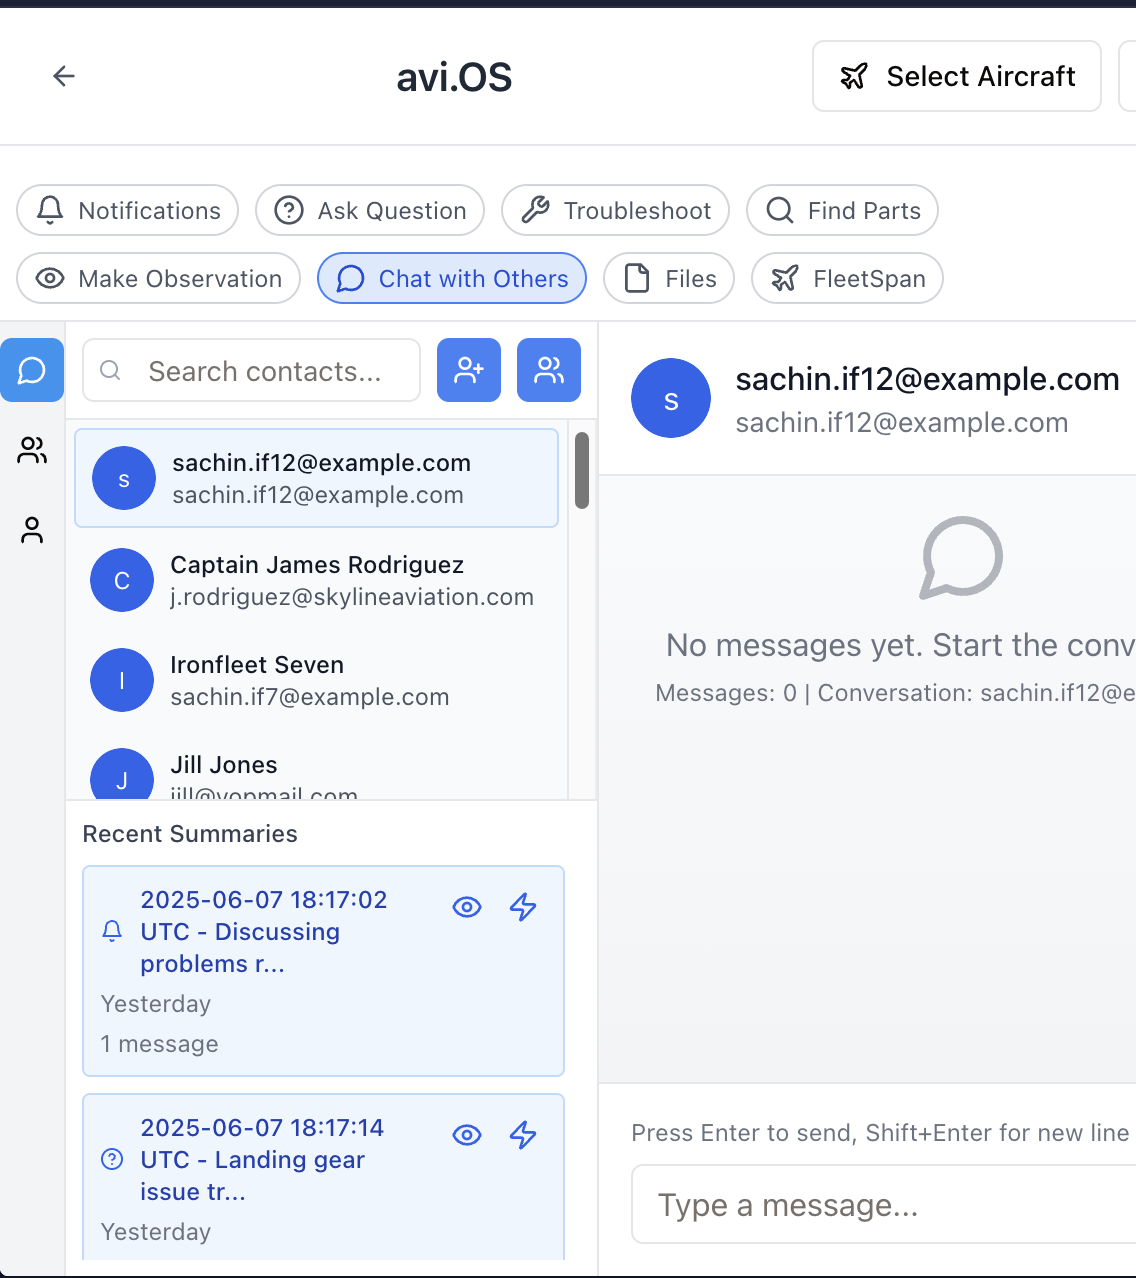 avi.OS
Select Aircraft
Notifications
Ask Question
Troubleshoot
Find Parts
Make Observation
Chat with Others
Files
FleetSpan
Search contacts...
s
sachin.if12@example.com
sachin.if12@example.com
C
Captain James Rodriguez
j.rodriguez@skylineaviation.com
I
Ironfleet Seven
sachin.if7@example.com
J
Jill Jones
jill@yopmail.com
Recent Summaries
2025-06-07 18:17:02
UTC - Discussing
problems r...
Yesterday
1 message
2025-06-07 18:17:14
UTC - Landing gear
issue tr...
Yesterday
s
sachin.if12@example.com
sachin.if12@example.com
No messages yet. Start the conv
Messages: 0 | Conversation: sachin.if12@e
Press Enter to send, Shift+Enter for new line
Type a message...